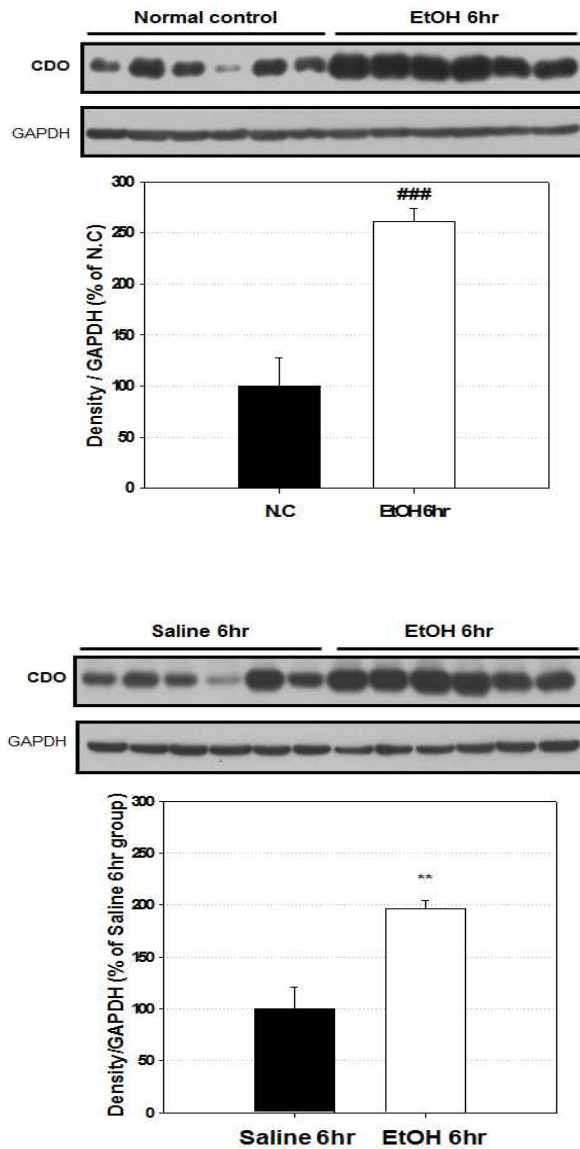 Normal control EtOH 6hr
CDO
GAPDH
Density / GAPDH (% of N.C)
300
250
200
150
100
50
0
###
N.C EtOH6hr
Saline 6hr EtOH 6hr
CDO
GAPDH
Density/GAPDH (% of Saline 6hr group)
300
250
200
150
100
50
0
**
Saline 6hr EtOH 6hr